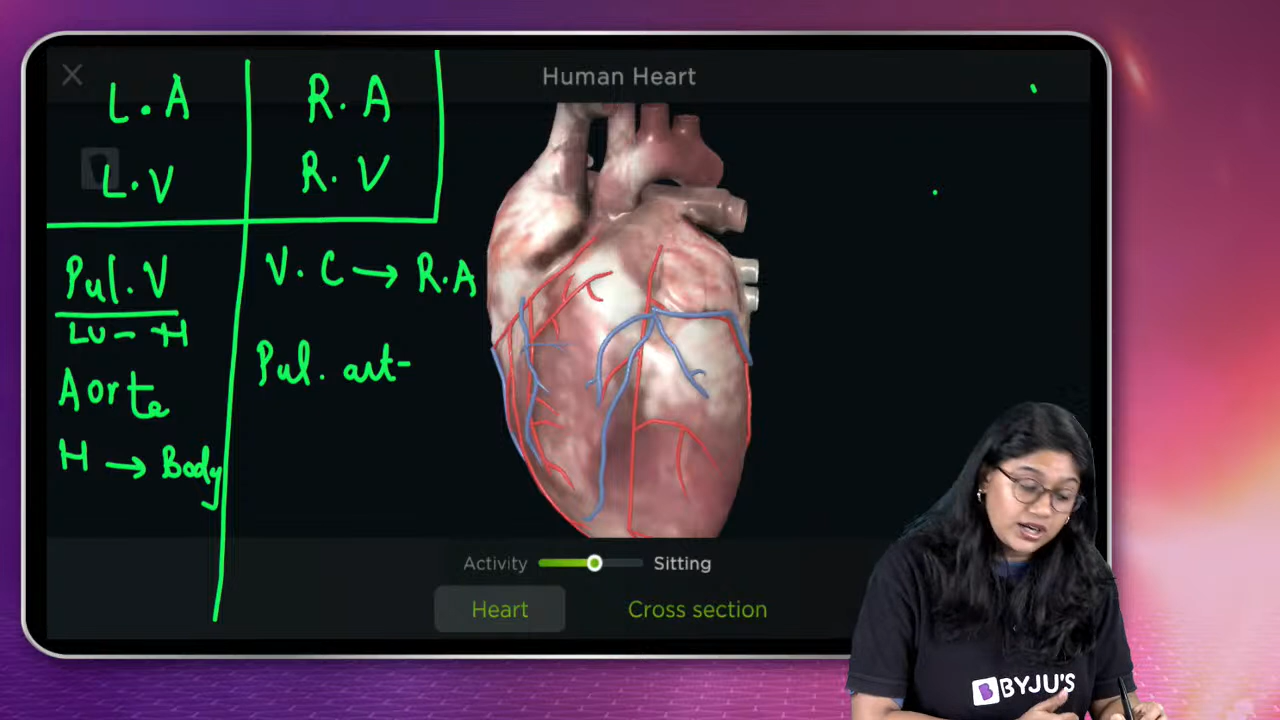 Human Heart
L.A
R.A
L.V
R.V
Pul.V
LU - H
Aorta
H → Body
V.C → R.A
Pul. art-
Activity
Sitting
Heart
Cross section
BYJU'S